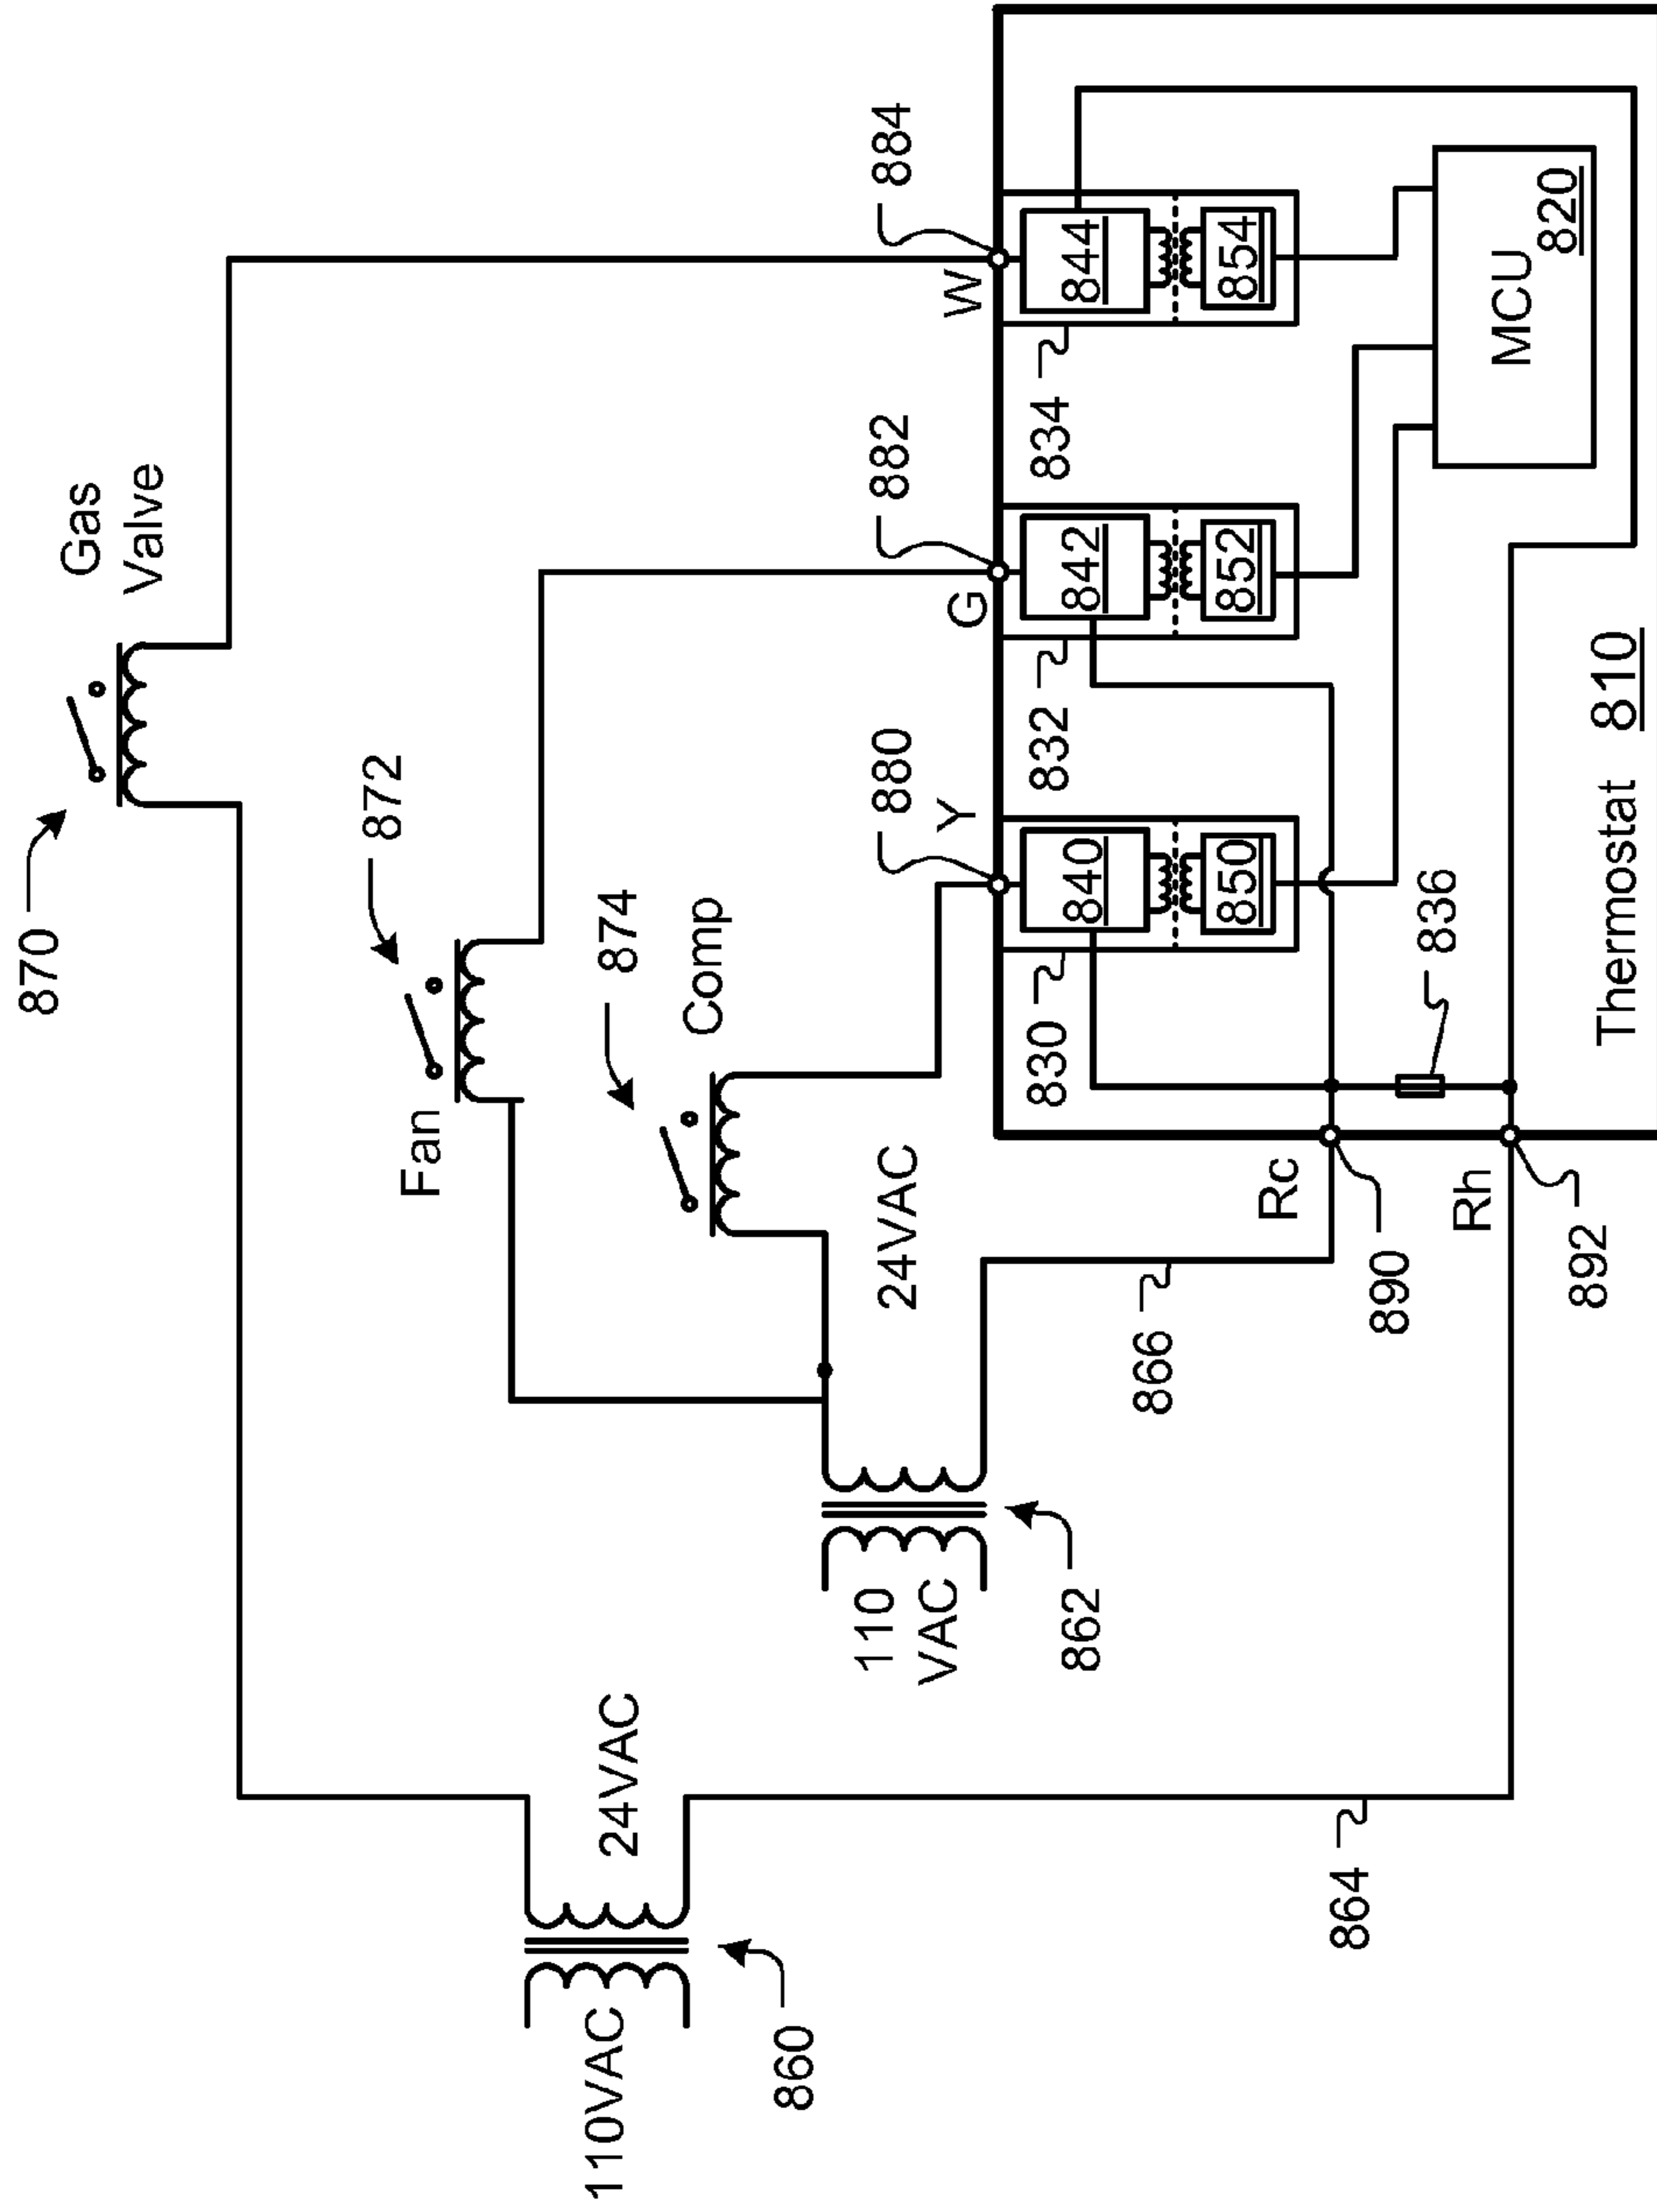 870
Gas
Valve
872
Fan
874
Comp
110VAC
24VAC
860
110
VAC
24VAC
862
864
866
880
Y
882
G
884
W
830
832
834
840
842
844
850
852
854
Rc
890
Rh
892
836
MCU
820
Thermostat 810